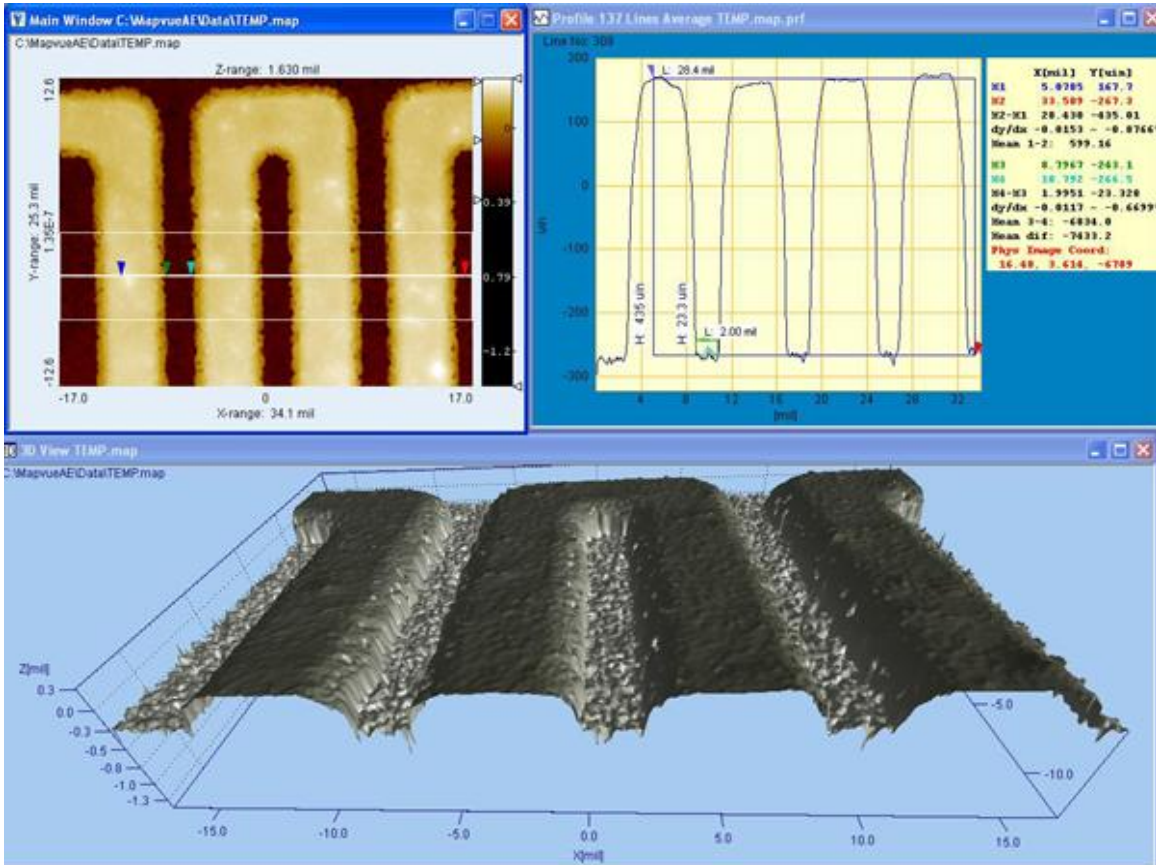 Main Window C:\MapvueAE\Data\TEMP.map
C:\MapvueAE\Data\TEMP.map
Z-range: 1.630 mil
12.6
Y-range: 25.3 mil
1.35E-7
-12.6
-17.0
0
17.0
X-range: 34.1 mil
0
-0.39
-0.79
-1.2
Profile 137 Lines Average TEMP.map.prf
Line No: 308
300
200
100
0
-100
-200
-300
uin
L: 28.4 mil
H: 435 uin
H: 23.3 uin
L: 2.00 mil
4
8
12
16
20
24
28
32
[mil]
X[mil] Y[uin]
M1 5.0785 167.7
M2 33.509 -267.3
M2-M1 28.430 -435.01
dy/dx -0.0153 ~ -0.8766°
Mean 1-2: 599.16
M3 8.7967 -243.1
M4 10.792 -266.5
M4-M3 1.9951 -23.320
dy/dx -0.0117 ~ -0.6699°
Mean 3-4: -6834.0
Mean dif: -7433.2
Phys Image Coord:
16.40, 3.614, -6789
3D View TEMP.map
C:\MapvueAE\Data\TEMP.map
Z[mil]
0.3
0.0
-0.3
-0.5
-0.8
-1.0
-1.3
-15.0
-10.0
-5.0
0.0
5.0
10.0
15.0
X[mil]
-5.0
-10.0